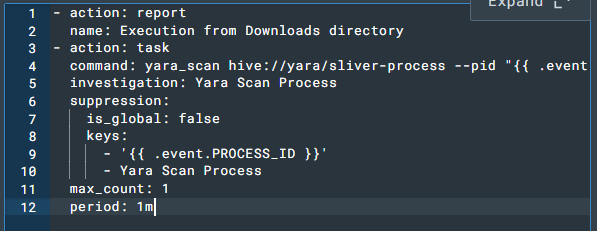 Expand
1 - action: report
2 name: Execution from Downloads directory
3 - action: task
4 command: yara_scan hive://yara/sliver-process --pid "{{ .event
5 investigation: Yara Scan Process
6 suppression:
7 is_global: false
8 keys:
9 - '{{ .event.PROCESS_ID }}'
10 - Yara Scan Process
11 max_count: 1
12 period: 1m